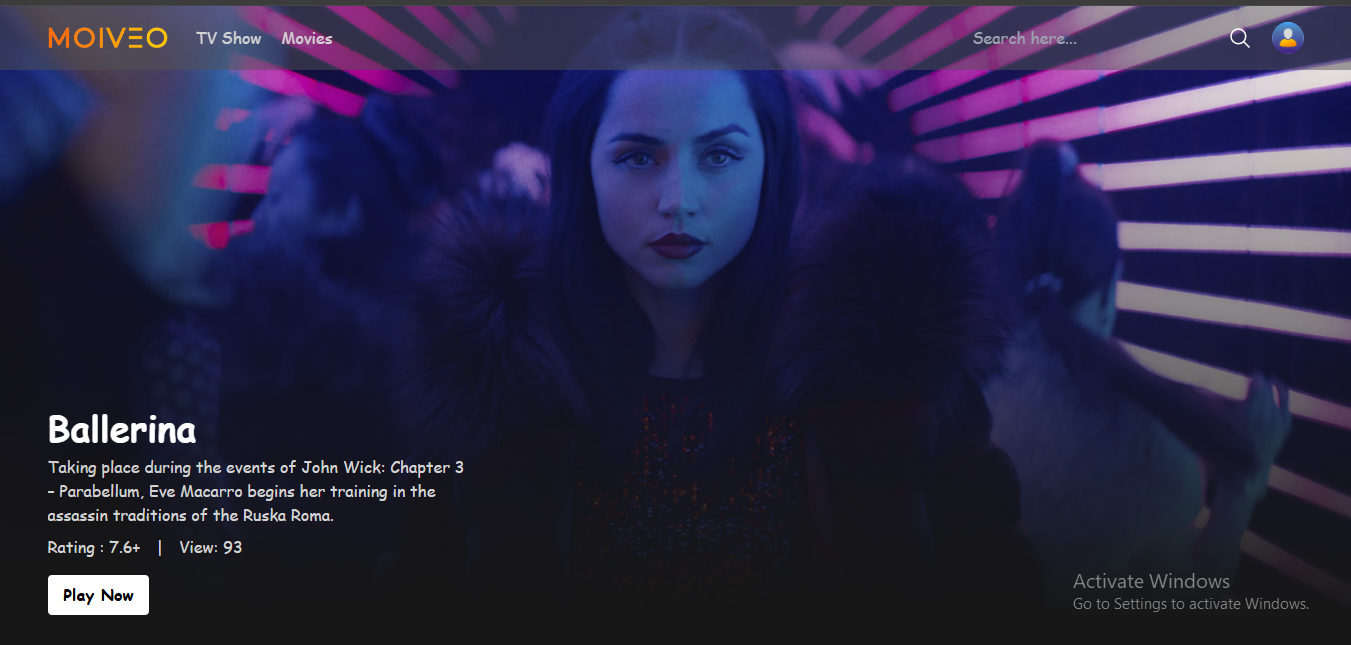 MOIVEO TV Show Movies Search here...
Ballerina
Taking place during the events of John Wick: Chapter 3
– Parabellum, Eve Macarro begins her training in the
assassin traditions of the Ruska Roma.
Rating : 7.6+ | View: 93
Play Now
Activate Windows
Go to Settings to activate Windows.